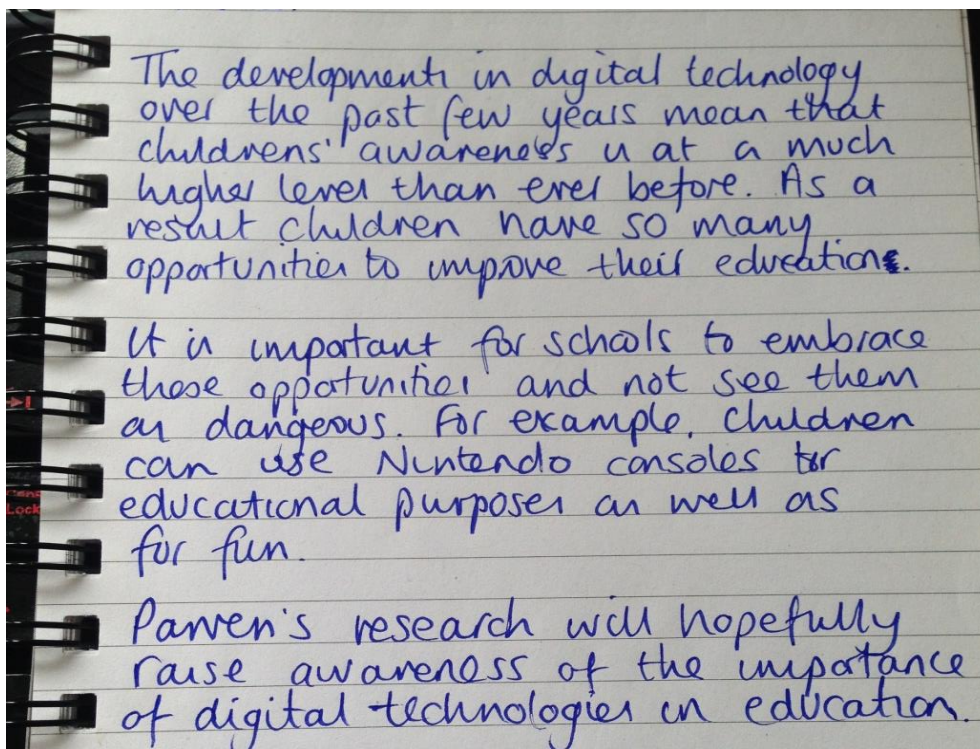 The developments in digital technology
over the past few years mean that
childrens' awareness is at a much
higher level than ever before. As a
result children have so many
opportunities to improve their education.
It is important for schools to embrace
these opportunities and not see them
as dangerous. For example, children
can use Nintendo consoles for
educational purposes as well as
for fun.
Parven's research will hopefully
raise awareness of the importance
of digital technologies in education.
Lock